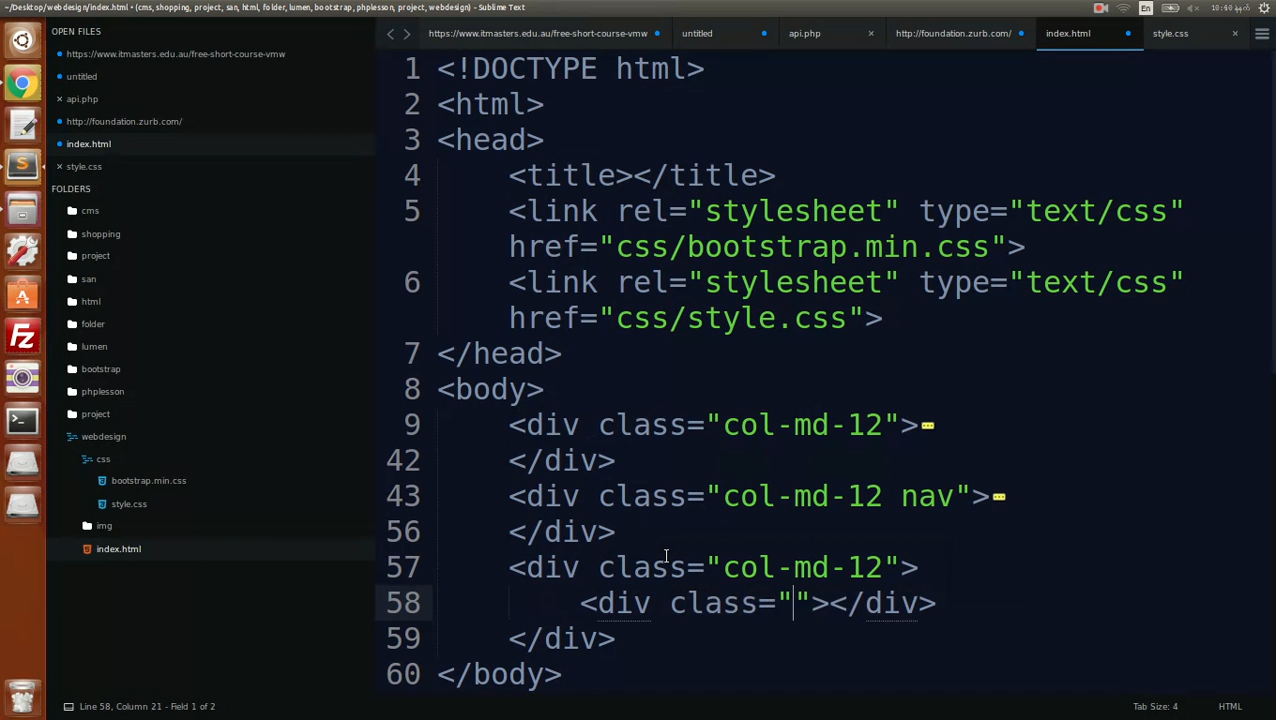 ~/Desktop/webdesign/index.html • (cms, shopping, project, san, html, folder, lumen, bootstrap, phplesson, project, webdesign) - Sublime Text
En
OPEN FILES
https://www.itmasters.edu.au/free-short-course-vmw
untitled
api.php
http://foundation.zurb.com/
index.html
style.css
FOLDERS
cms
shopping
project
san
html
folder
lumen
bootstrap
phplesson
project
webdesign
css
bootstrap.min.css
style.css
img
index.html
https://www.itmasters.edu.au/free-short-course-vmw
untitled
api.php
http://foundation.zurb.com/
index.html
style.css
1 <!DOCTYPE html>
2 <html>
3 <head>
4 <title></title>
5 <link rel="stylesheet" type="text/css"
href="css/bootstrap.min.css">
6 <link rel="stylesheet" type="text/css"
href="css/style.css">
7 </head>
8 <body>
9 <div class="col-md-12">
42 </div>
43 <div class="col-md-12 nav">
56 </div>
57 <div class="col-md-12">
58 <div class=""></div>
59 </div>
60 </body>
Line 58, Column 21 - Field 1 of 2
Tab Size: 4
HTML